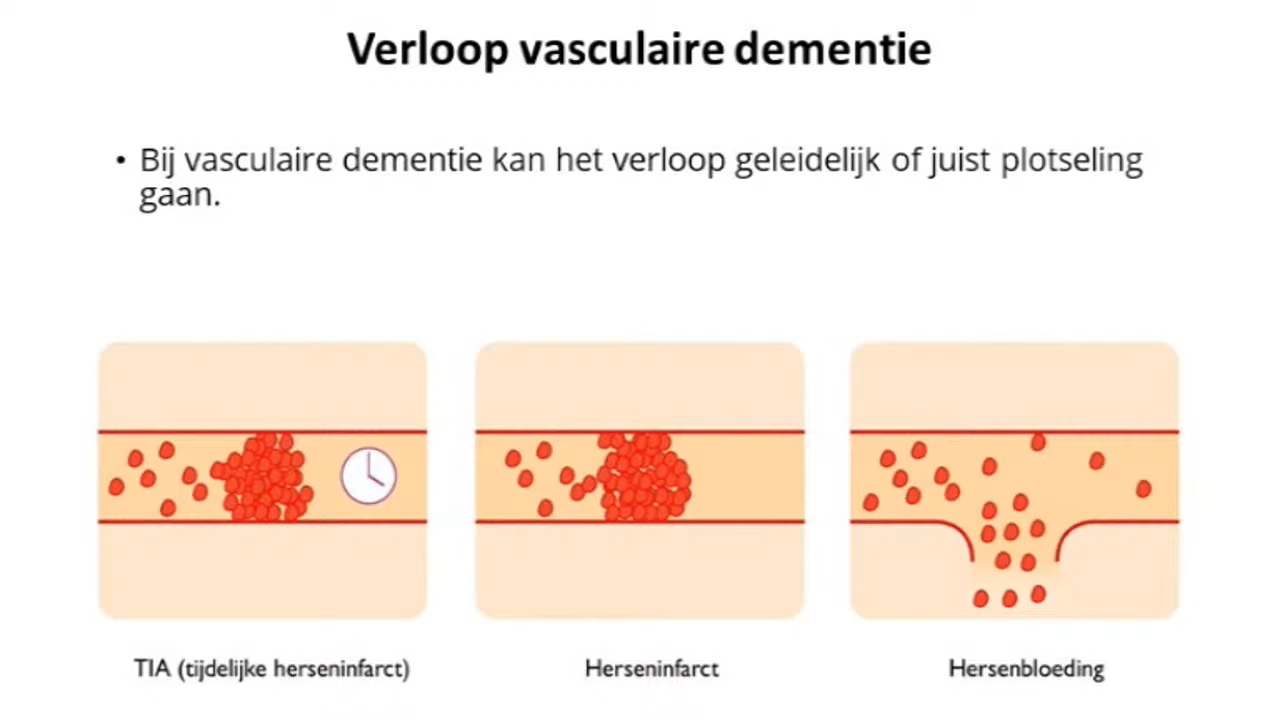 Verloop vasculaire dementie
• Bij vasculaire dementie kan het verloop geleidelijk of juist plotseling
gaan.
TIA (tijdelijke herseninfarct)
Herseninfarct
Hersenbloeding